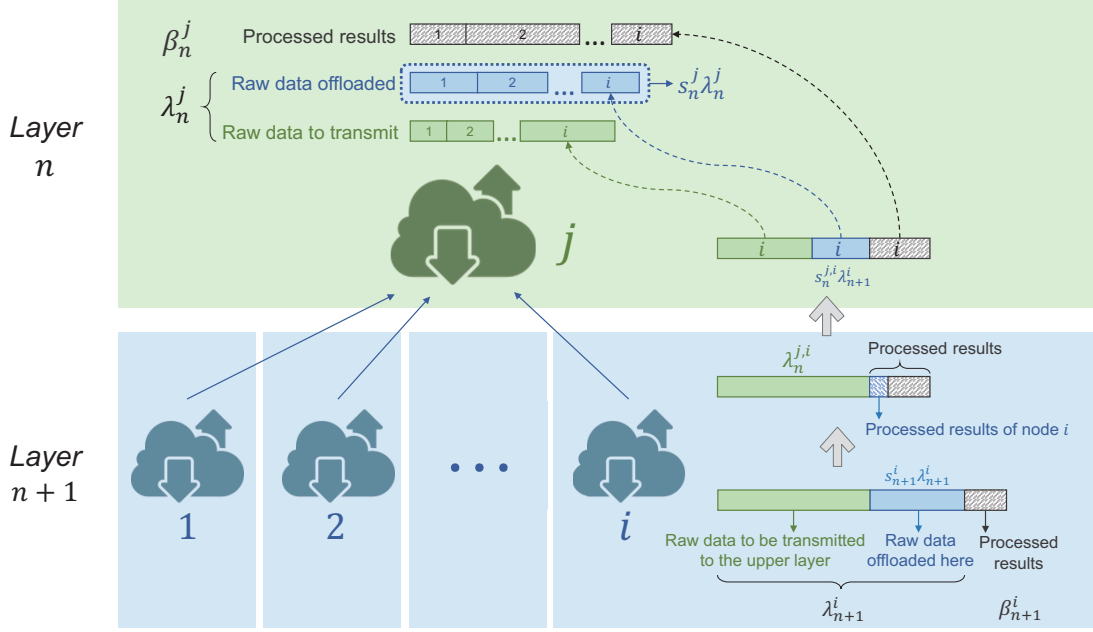 Layer
n
β_n^j
Processed results
1
2
...
i
λ_n^j
Raw data offloaded
1
2
...
i
s_n^j λ_n^j
Raw data to transmit
1
2
...
i
j
i
i
i
s_n^{j,i} λ_{n+1}^i
Layer
n + 1
1
2
...
i
λ_n^{j,i}
Processed results
Processed results of node i
s_{n+1}^i λ_{n+1}^i
Raw data to be transmitted
to the upper layer
Raw data
offloaded here
Processed
results
λ_{n+1}^i
β_{n+1}^i